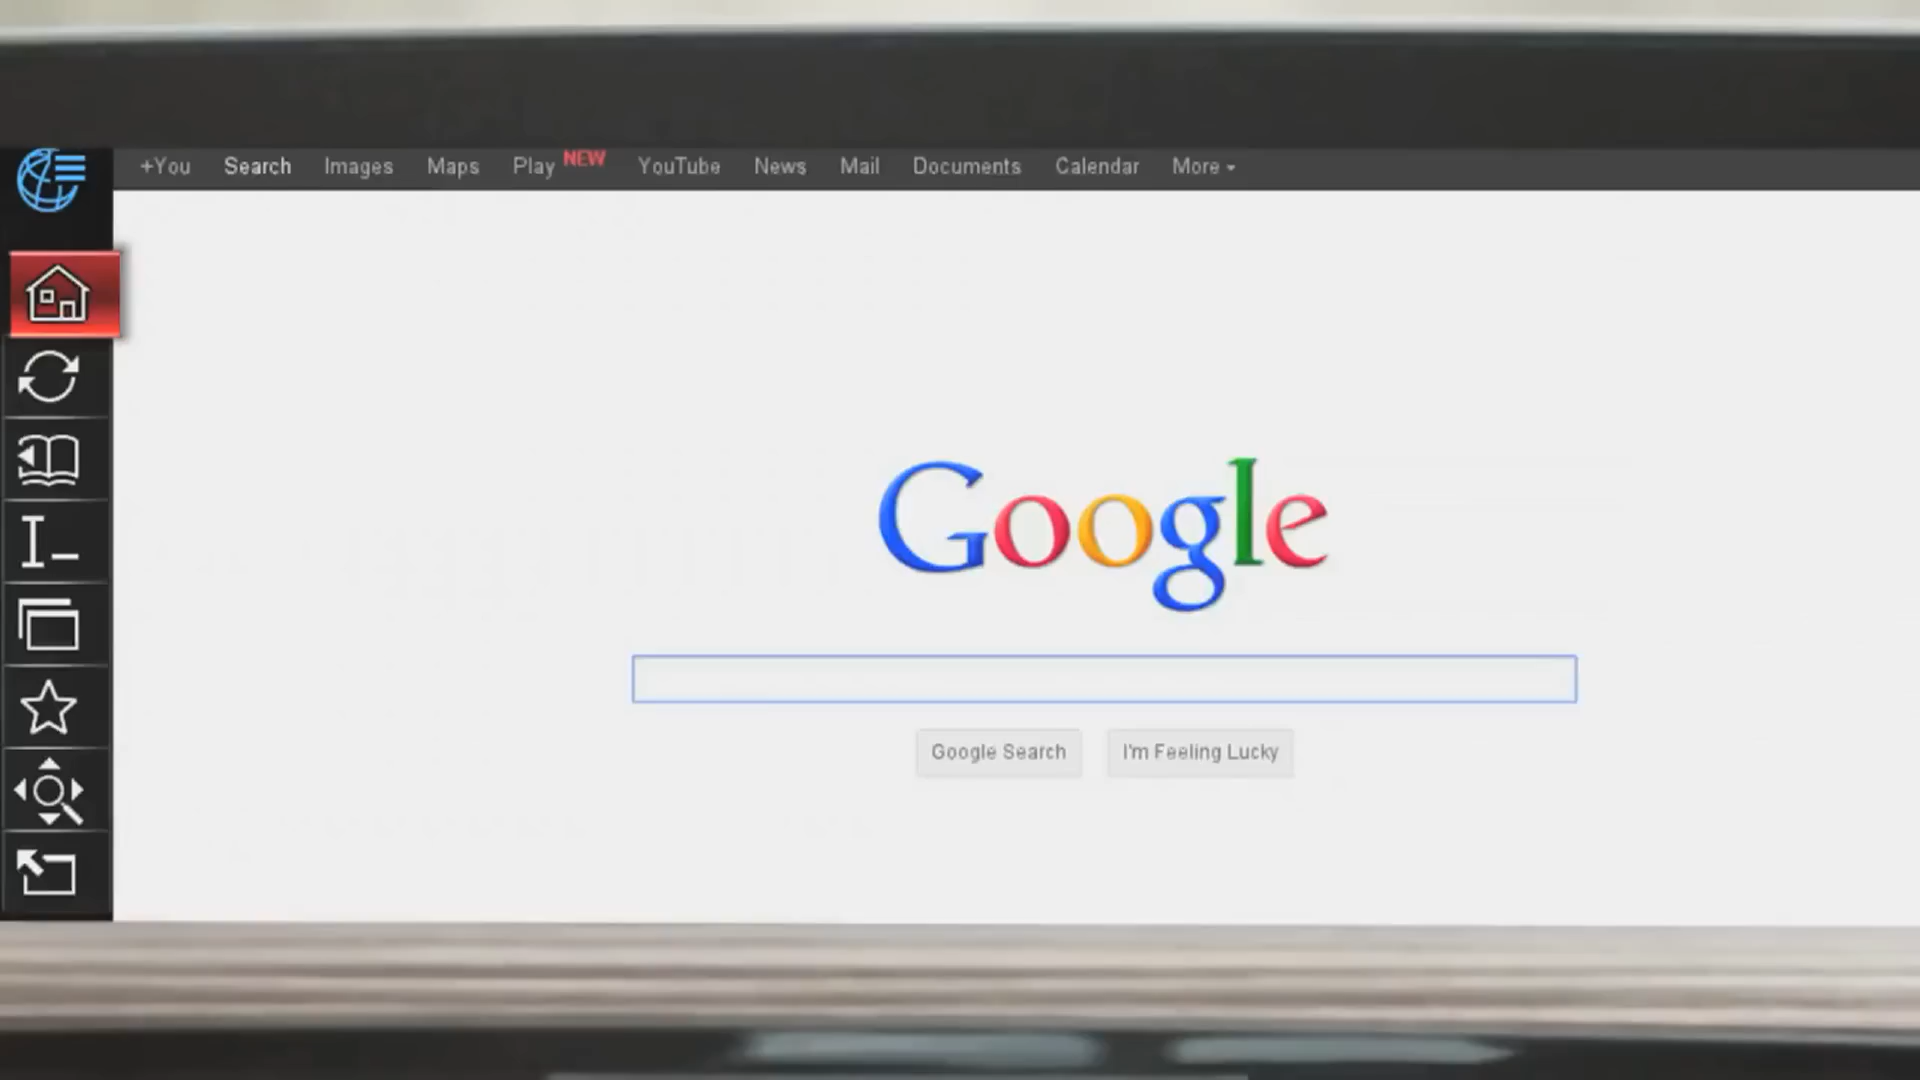 +You Search Images Maps Play NEW YouTube News Mail Documents Calendar More
Google
Google Search I'm Feeling Lucky